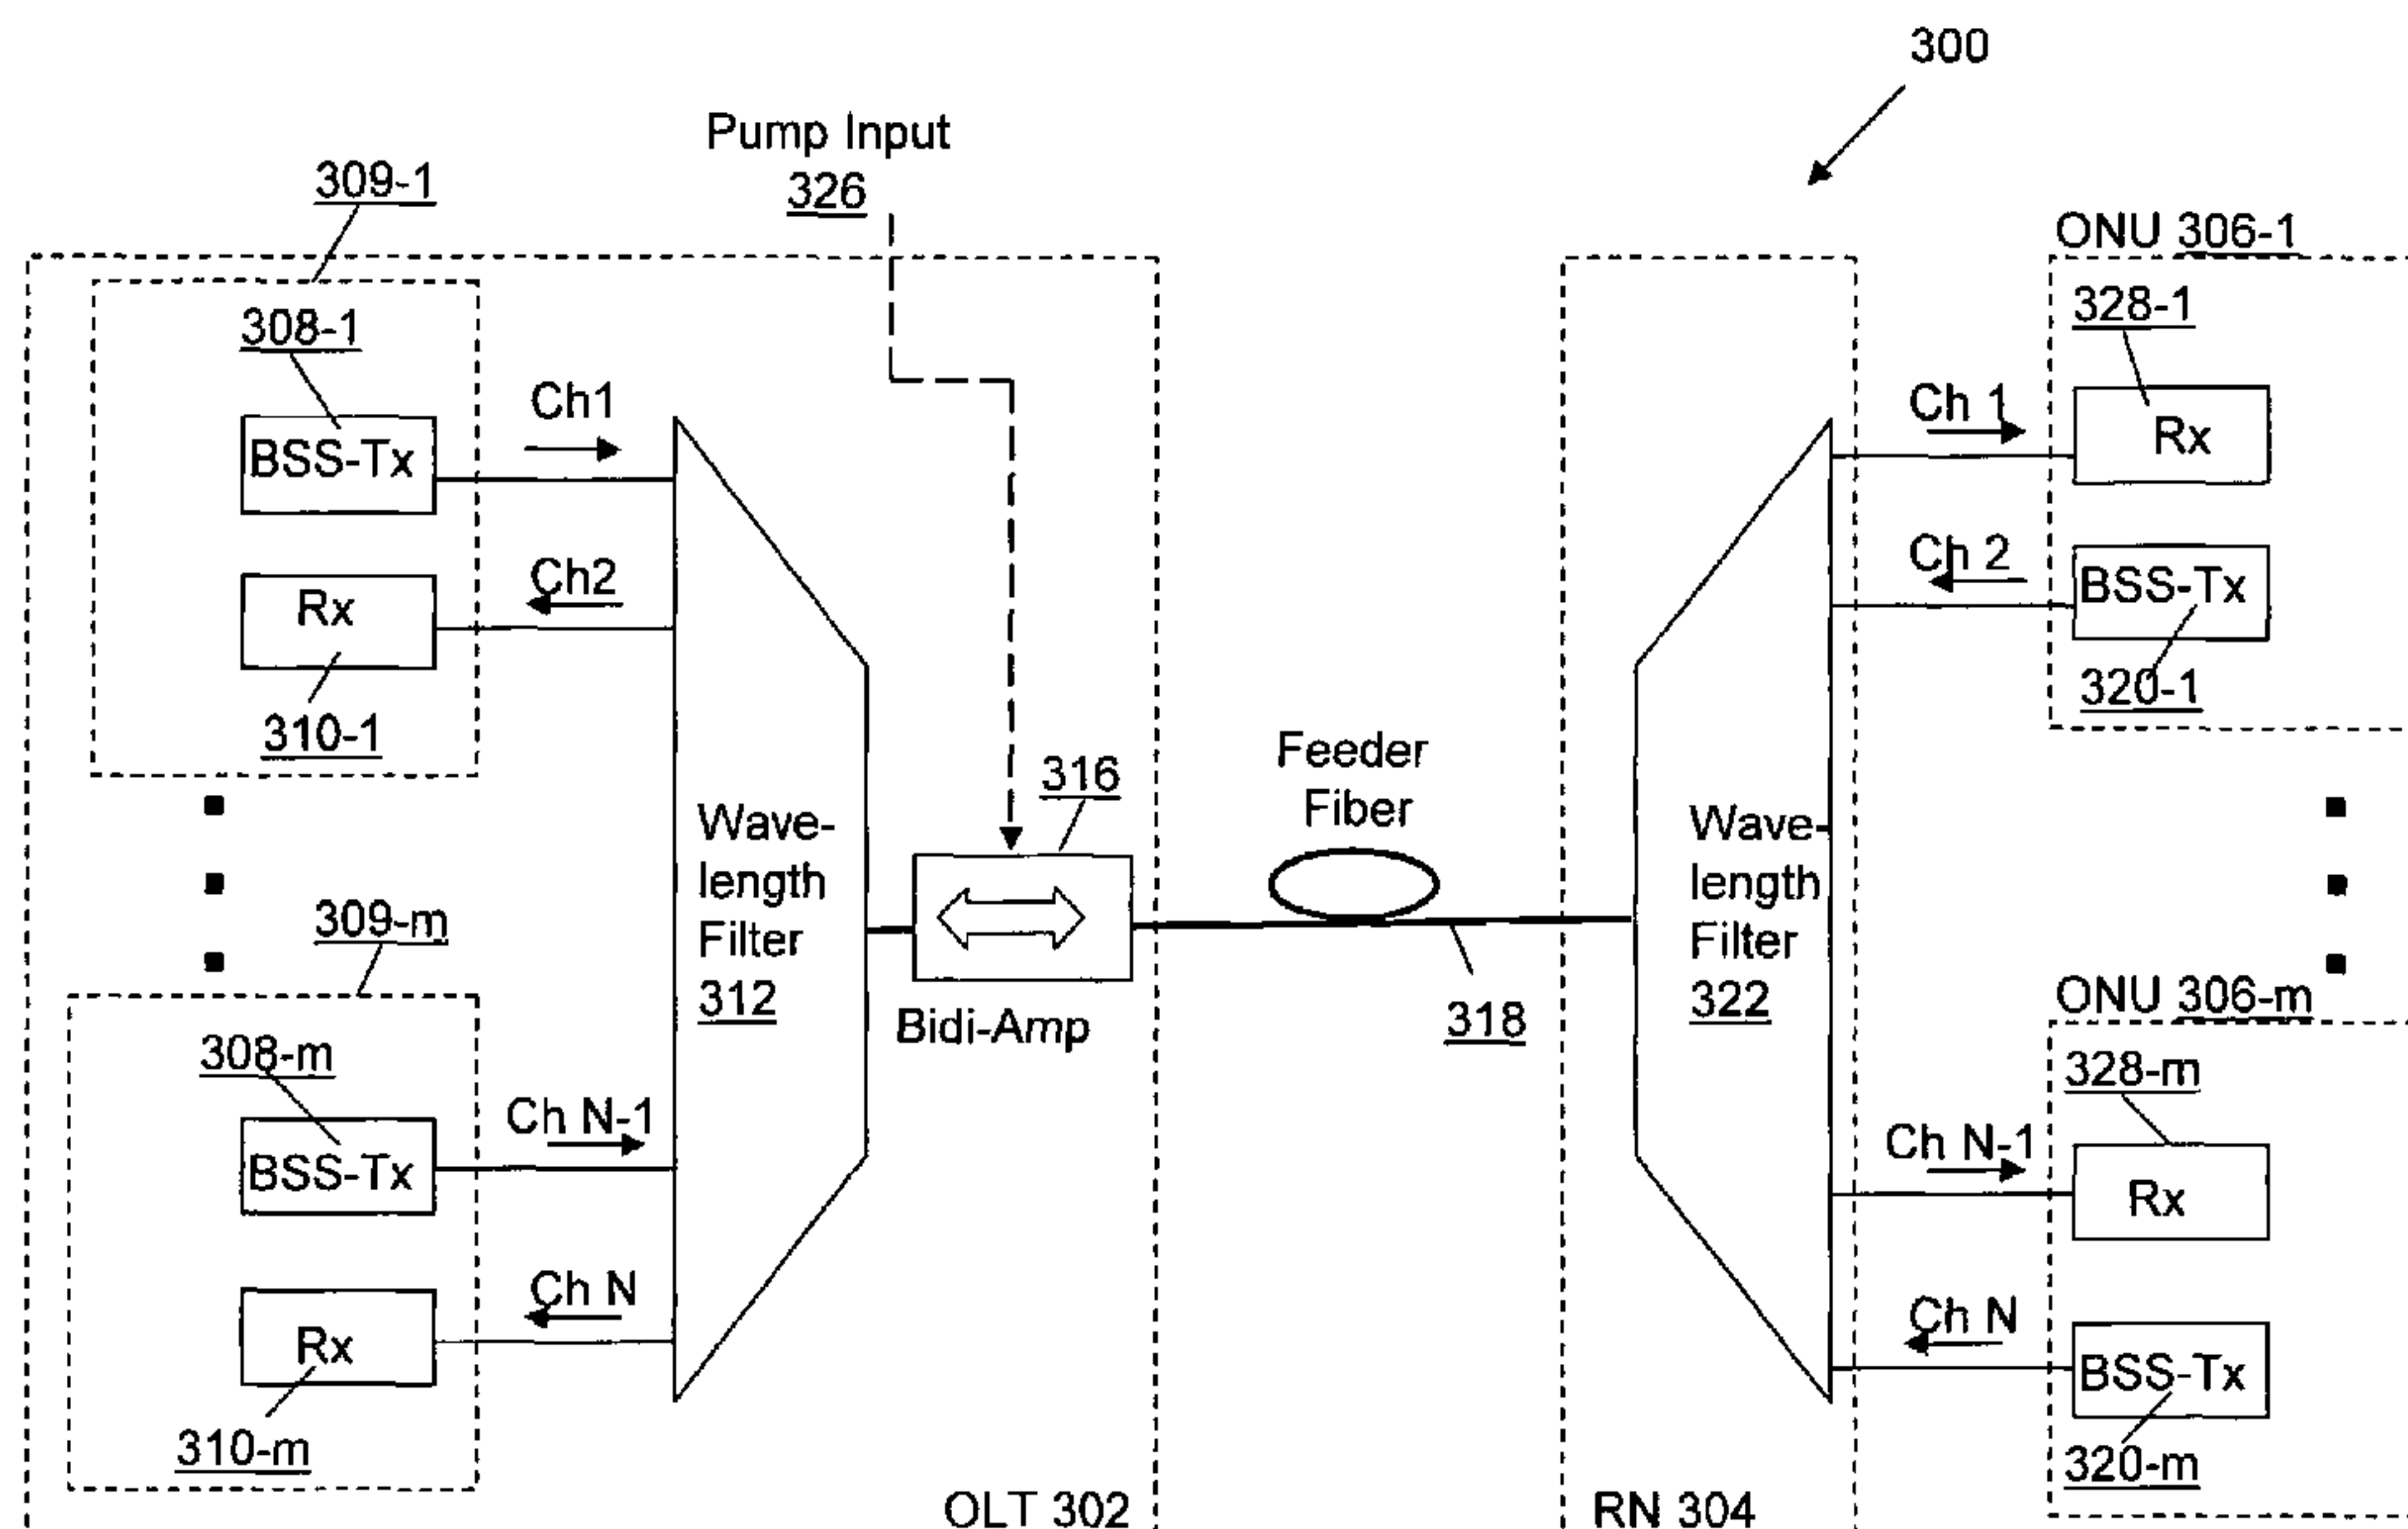 300
Pump Input
326
309-1
308-1
BSS-Tx
Ch1
Rx
Ch2
310-1
309-m
308-m
BSS-Tx
Ch N-1
Rx
Ch N
310-m
Wave-
length
Filter
312
316
Bidi-Amp
OLT 302
Feeder
Fiber
318
Wave-
length
Filter
322
RN 304
ONU 306-1
328-1
Ch 1
Rx
Ch 2
BSS-Tx
320-1
ONU 306-m
328-m
Ch N-1
Rx
Ch N
BSS-Tx
320-m